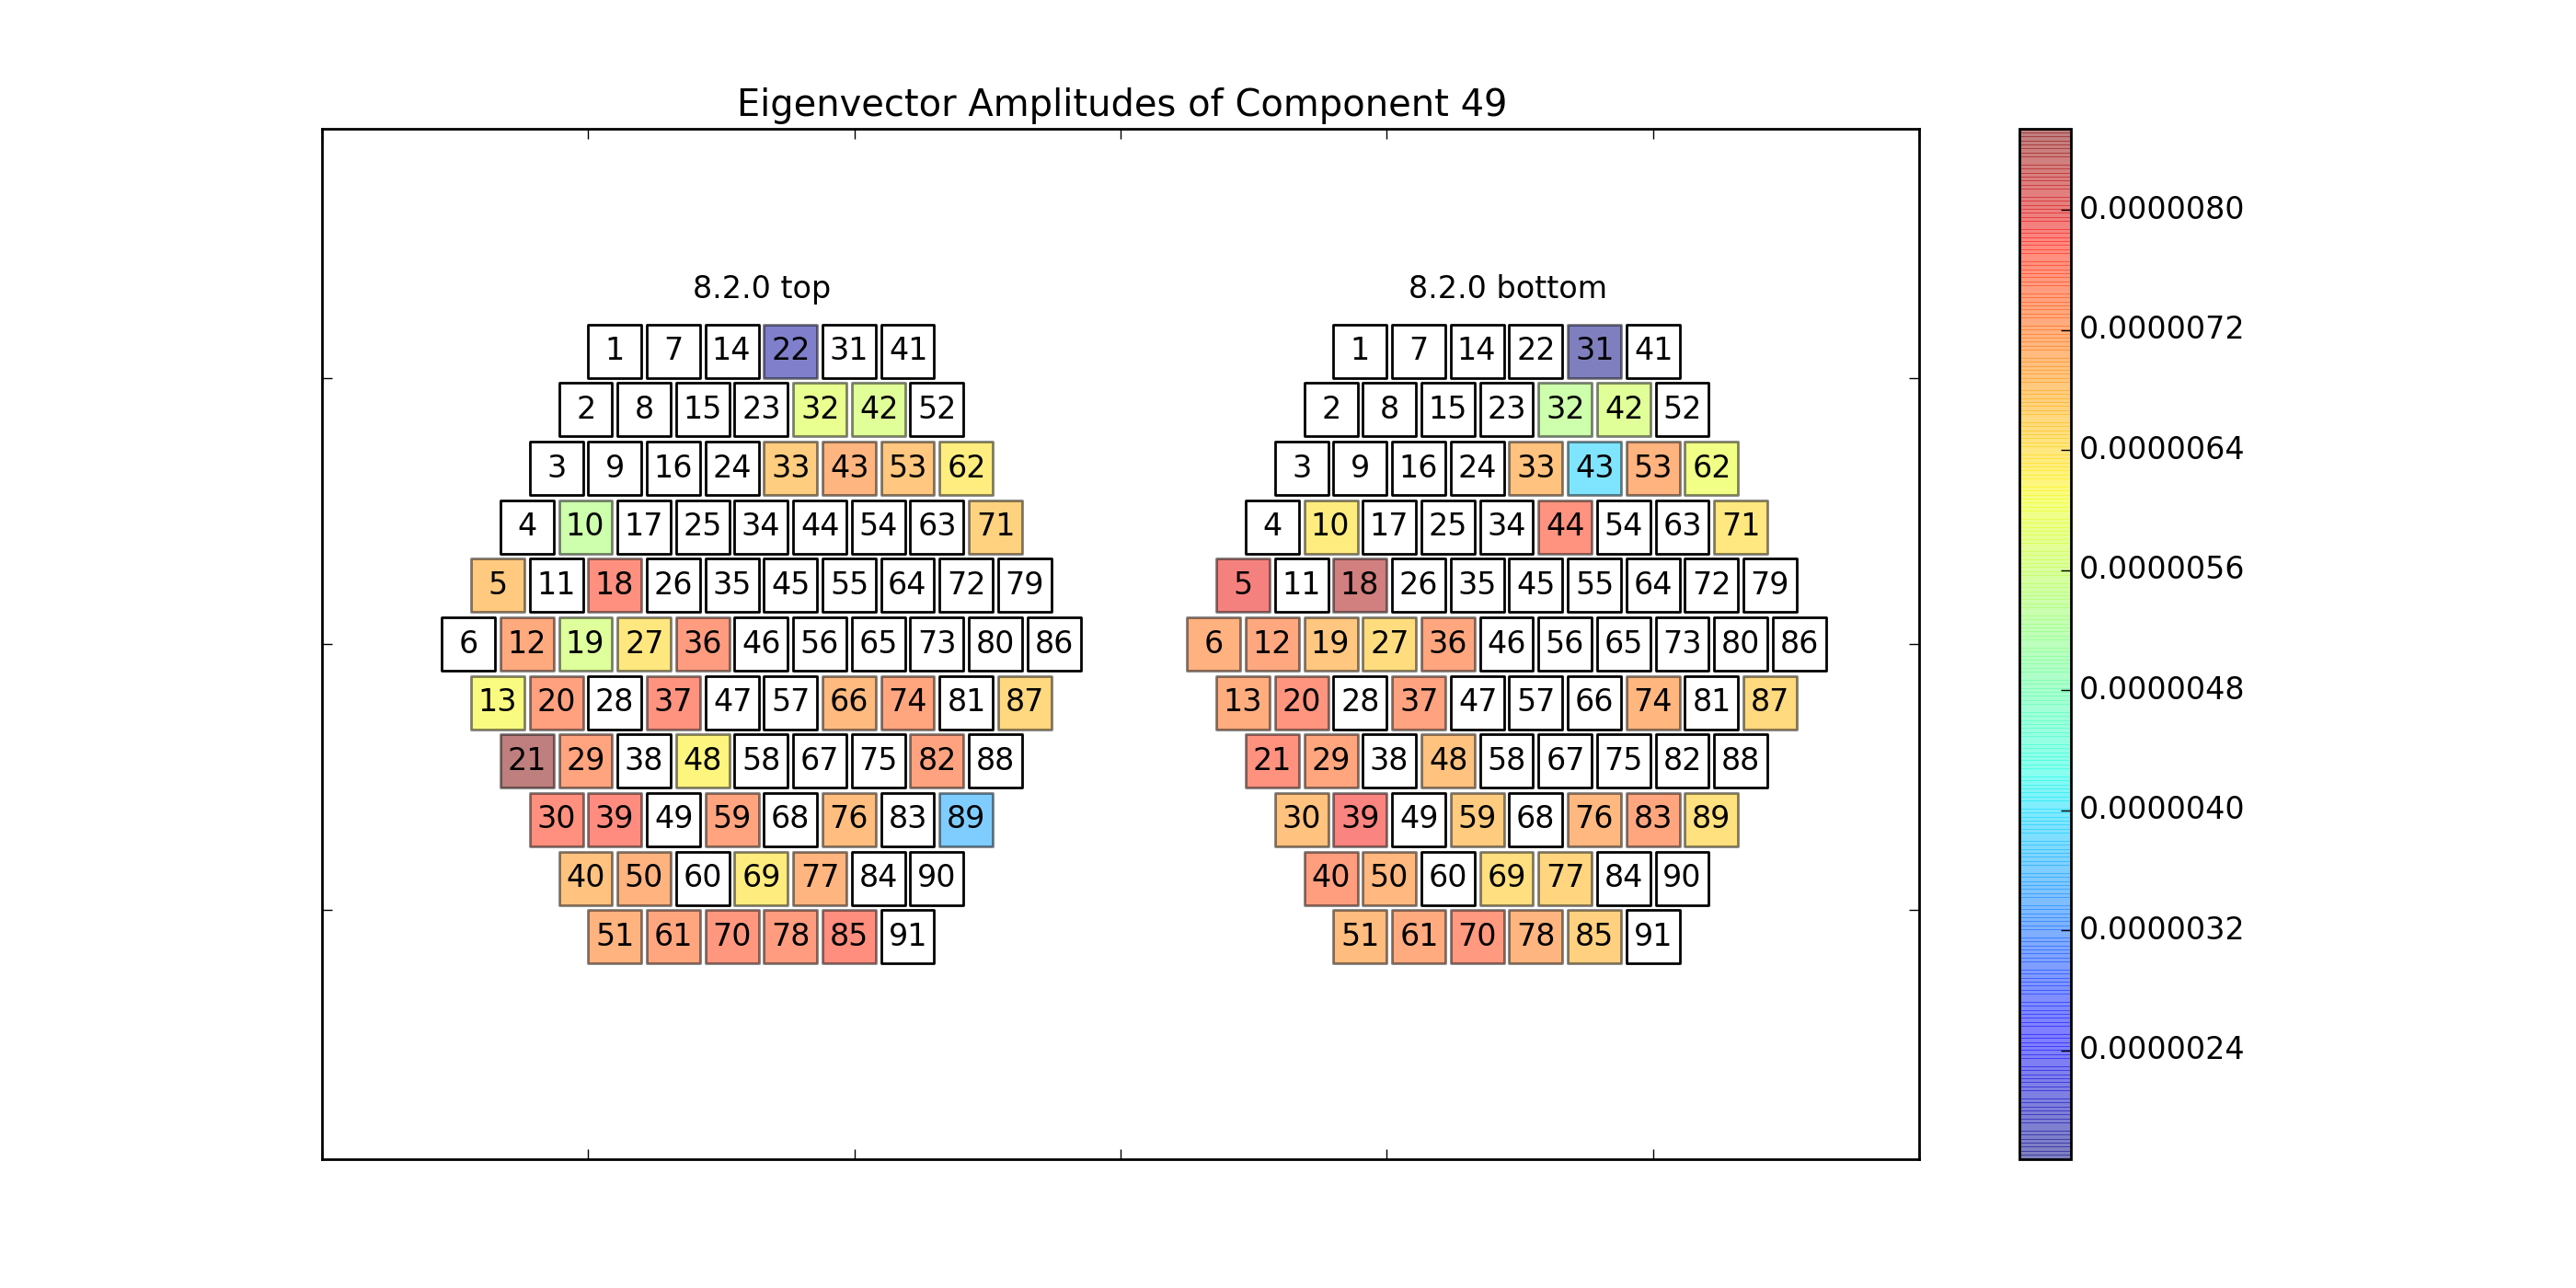 Eigenvector Amplitudes of Component 49
8.2.0 top
1 7 14 22 31 41
2 8 15 23 32 42 52
3 9 16 24 33 43 53 62
4 10 17 25 34 44 54 63 71
5 11 18 26 35 45 55 64 72 79
6 12 19 27 36 46 56 65 73 80 86
13 20 28 37 47 57 66 74 81 87
21 29 38 48 58 67 75 82 88
30 39 49 59 68 76 83 89
40 50 60 69 77 84 90
51 61 70 78 85 91
8.2.0 bottom
1 7 14 22 31 41
2 8 15 23 32 42 52
3 9 16 24 33 43 53 62
4 10 17 25 34 44 54 63 71
5 11 18 26 35 45 55 64 72 79
6 12 19 27 36 46 56 65 73 80 86
13 20 28 37 47 57 66 74 81 87
21 29 38 48 58 67 75 82 88
30 39 49 59 68 76 83 89
40 50 60 69 77 84 90
51 61 70 78 85 91
0.0000080
0.0000072
0.0000064
0.0000056
0.0000048
0.0000040
0.0000032
0.0000024